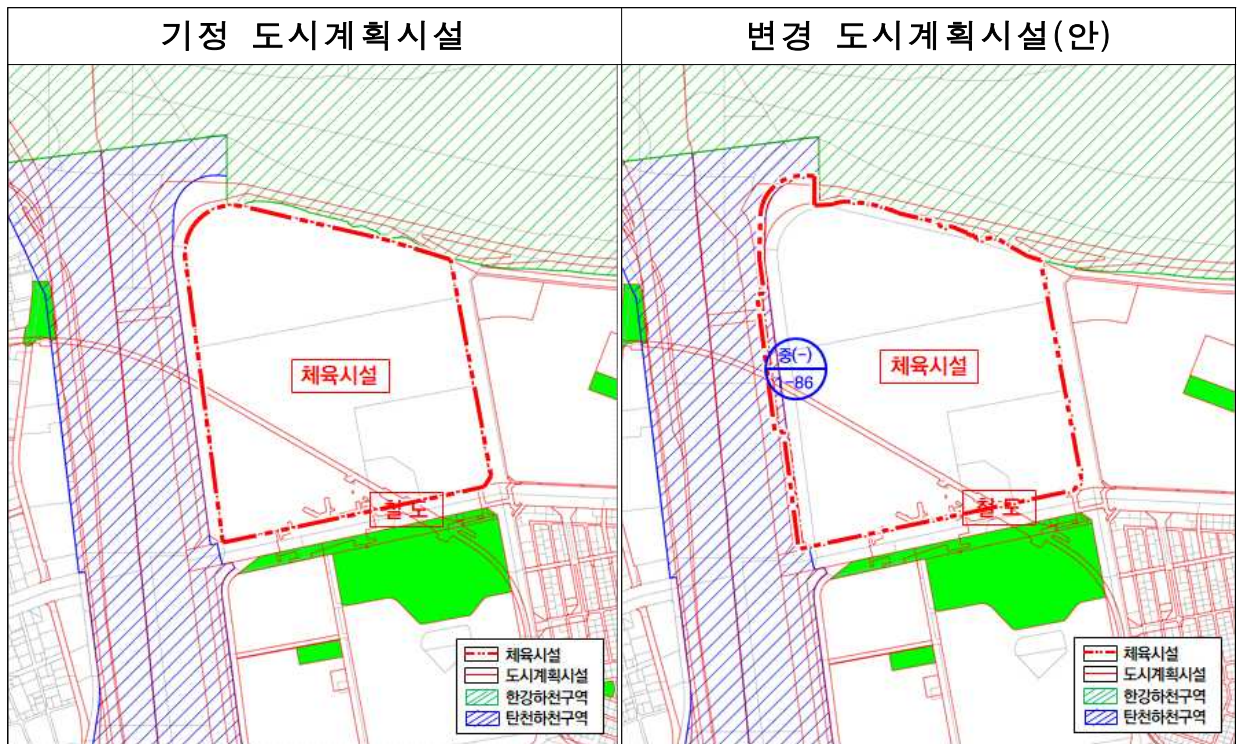 기정 도시계획시설
변경 도시계획시설(안)
체육시설
철도
체육시설
도시계획시설
한강하천구역
탄천하천구역
중(-)
1-86
체육시설
철도
체육시설
도시계획시설
한강하천구역
탄천하천구역